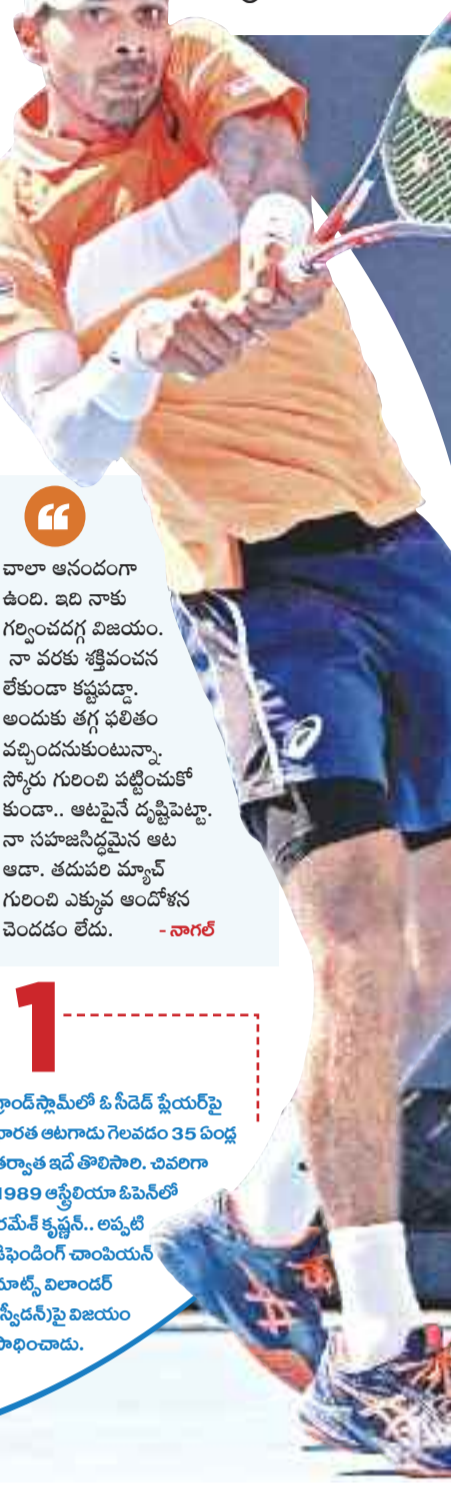 చాలా ఆనందంగా
ఉంది. ఇది నాకు
గర్వించదగ్గ విజయం.
నా వరకు శక్తివంచన
లేకుండా కష్టపడ్డా.
అందుకు తగ్గ ఫలితం
వచ్చిందనుకుంటున్నా.
స్కోరు గురించి పట్టించుకో
కుండా.. ఆటపైనే దృష్టిపెట్టా.
నా సహజసిద్ధమైన ఆట
ఆడా. తదుపరి మ్యాచ్
గురించి ఎక్కువ ఆందోళన
చెందడం లేదు. - నాగల్
1
గ్రాండ్‌స్లామ్‌లో ఓ సీడెడ్ ప్లేయర్‌పై
భారత ఆటగాడు గెలవడం 35 ఏండ్ల
తర్వాత ఇదే తొలిసారి. చివరిగా
1989 ఆస్ట్రేలియా ఓపెన్‌లో
రమేశ్ కృష్ణన్.. అప్పటి
డిఫెండింగ్ చాంపియన్
మాట్స్ విలాండర్
(స్వీడన్)పై విజయం
సాధించాడు.